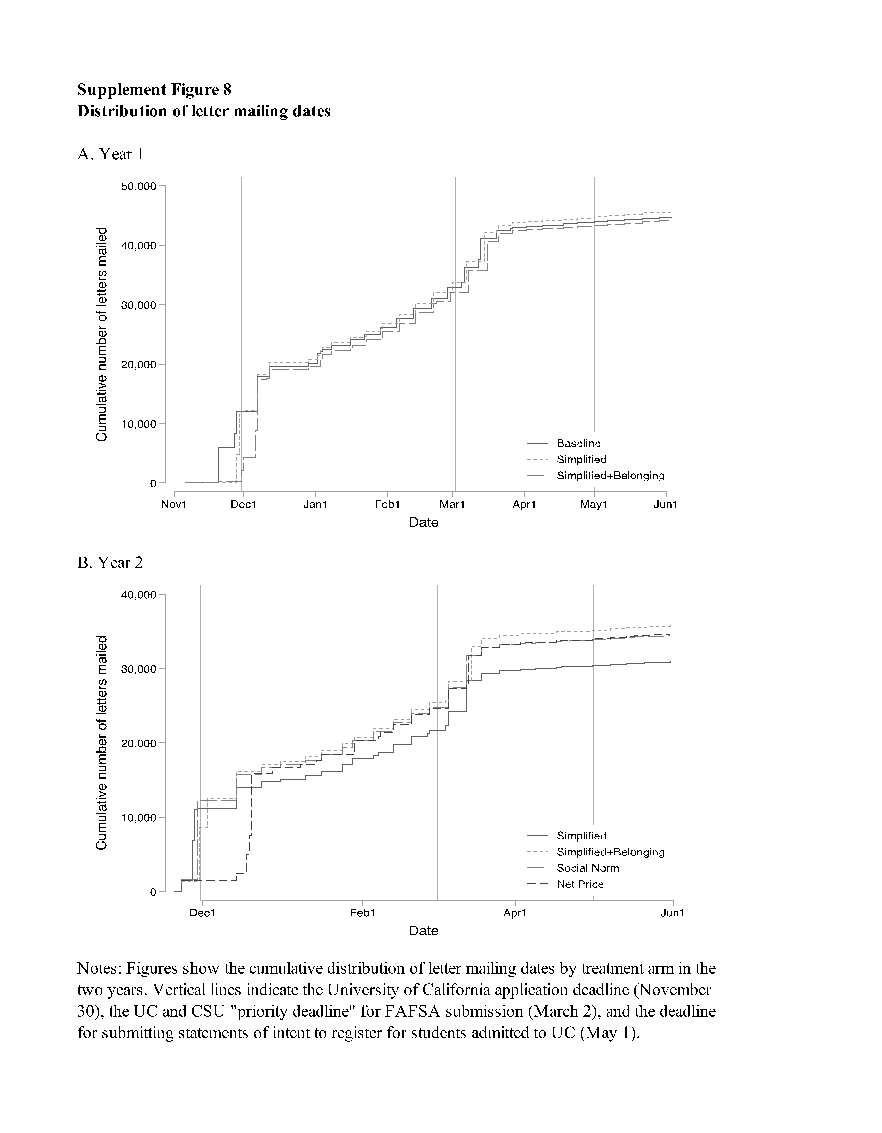 Supplement Figure 8
Distribution of letter mailing dates
A. Year 1
50,000
40,000
30,000
20,000
10,000
0
Cumulative number of letters mailed
Nov1 Dec1 Jan1 Feb1 Mar1 Apr1 May1 Jun1
Date
Baseline
Simplified
Simplified+Belonging
B. Year 2
40,000
30,000
20,000
10,000
0
Cumulative number of letters mailed
Dec1 Feb1 Apr1 Jun1
Date
Simplified
Simplified+Belonging
Social Norm
Net Price
Notes: Figures show the cumulative distribution of letter mailing dates by treatment arm in the
two years. Vertical lines indicate the University of California application deadline (November
30), the UC and CSU "priority deadline" for FAFSA submission (March 2), and the deadline
for submitting statements of intent to register for students admitted to UC (May 1).